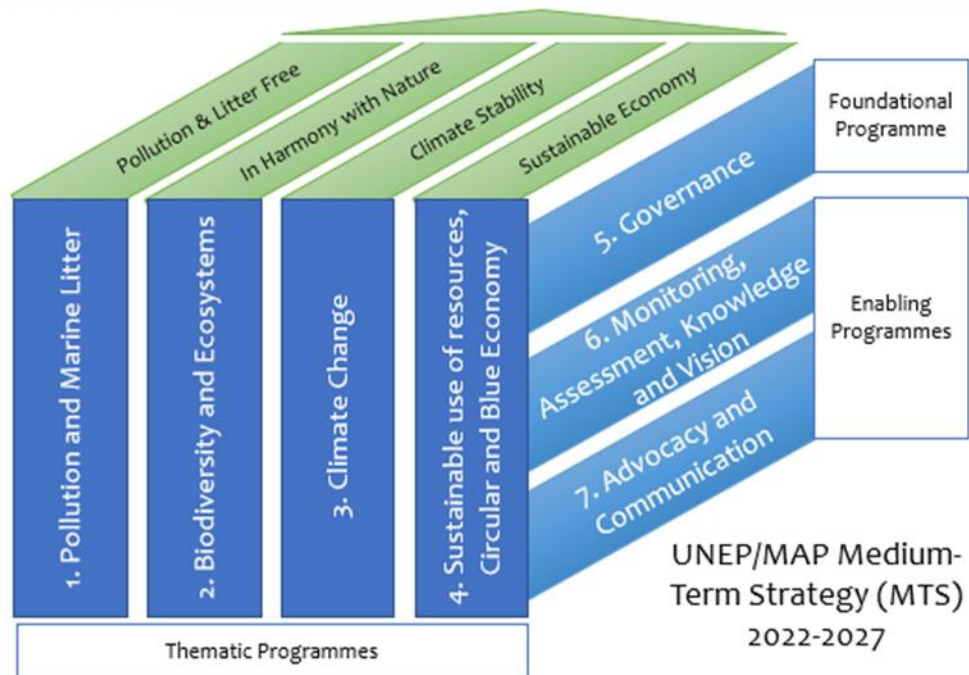 Pollution & Litter Free
In Harmony with Nature
Climate Stability
Sustainable Economy
1. Pollution and Marine Litter
2. Biodiversity and Ecosystems
3. Climate Change
4. Sustainable use of resources,
Circular and Blue Economy
5. Governance
6. Monitoring,
Assessment, Knowledge
and Vision
7. Advocacy and
Communication
Foundational
Programme
Enabling
Programmes
Thematic Programmes
UNEP/MAP Medium-
Term Strategy (MTS)
2022-2027